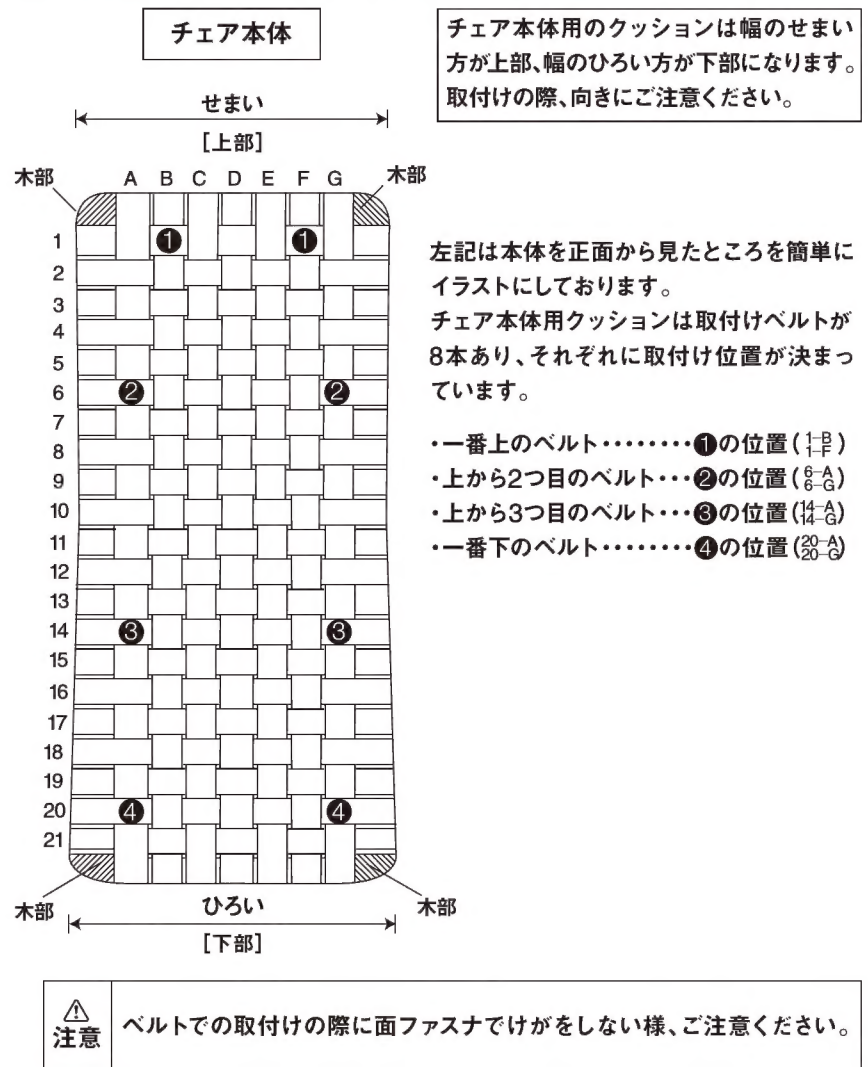 チェア本体
チェア本体用のクッションは幅のせまい
方が上部、幅のひろい方が下部になります。
取付けの際、向きにご注意ください。
せまい
[上部]
木部
A B C D E F G
木部
1 ❶ ❶
2
3
4
5
6 ❷ ❷
7
8
9
10
11
12
13
14 ❸ ❸
15
16
17
18
19
20 ❹ ❹
21
木部
ひろい
木部
[下部]
左記は本体を正面から見たところを簡単に
イラストにしております。
チェア本体用クッションは取付けベルトが
8本あり、それぞれに取付け位置が決まっ
ています。
・一番上のベルト・・・・・・・・❶の位置(1-B 1-F)
・上から2つ目のベルト・・・❷の位置(6-A 6-G)
・上から3つ目のベルト・・・❸の位置(14-A 14-G)
・一番下のベルト・・・・・・・・❹の位置(20-A 20-G)
⚠
注意
ベルトでの取付けの際に面ファスナでけがをしない様、ご注意ください。